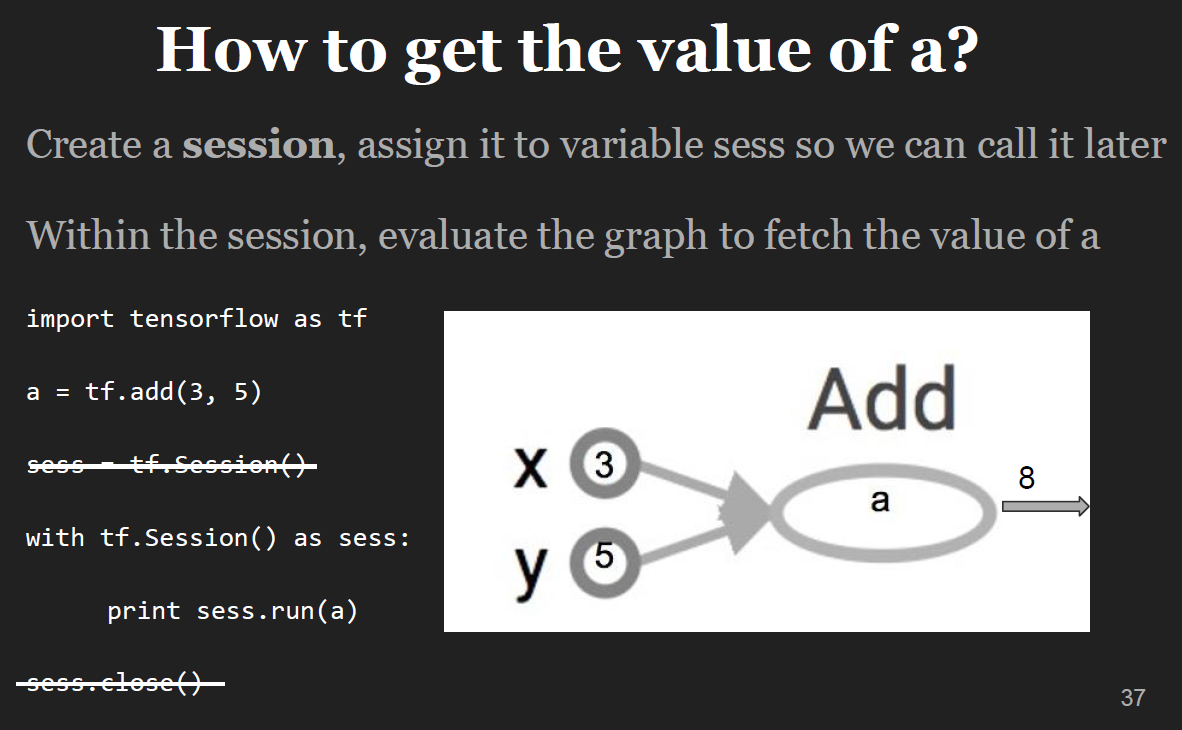 How to get the value of a?
Create a session, assign it to variable sess so we can call it later
Within the session, evaluate the graph to fetch the value of a
import tensorflow as tf
a = tf.add(3, 5)
sess = tf.Session()
with tf.Session() as sess:
print sess.run(a)
sess.close()
Add
x 3
a
8
y 5
37